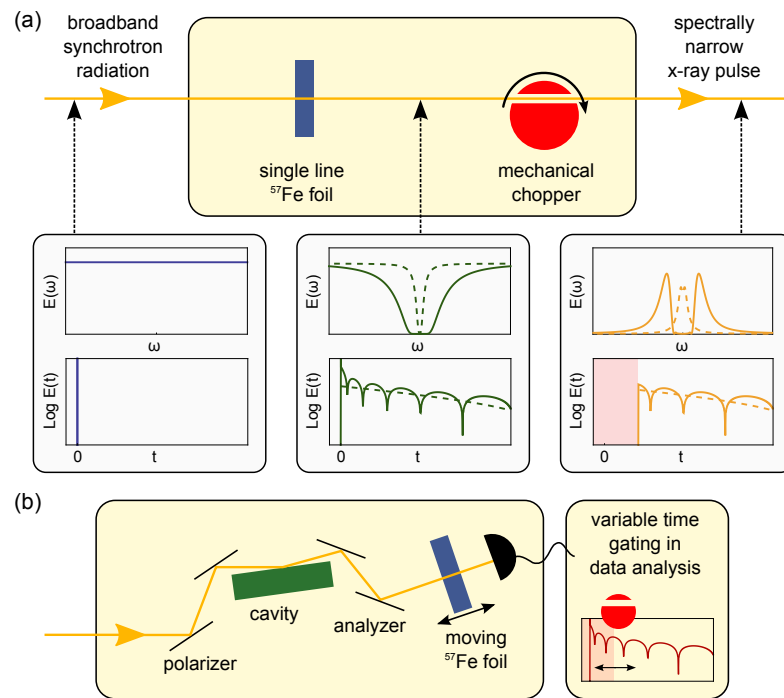 (a)
broadband
synchrotron
radiation
spectrally
narrow
x-ray pulse
single line
⁵⁷Fe foil
mechanical
chopper
E(ω)
ω
Log E(t)
0
t
E(ω)
ω
Log E(t)
0
t
E(ω)
ω
Log E(t)
0
t
(b)
variable time
gating in
data analysis
cavity
polarizer
analyzer
moving
⁵⁷Fe foil